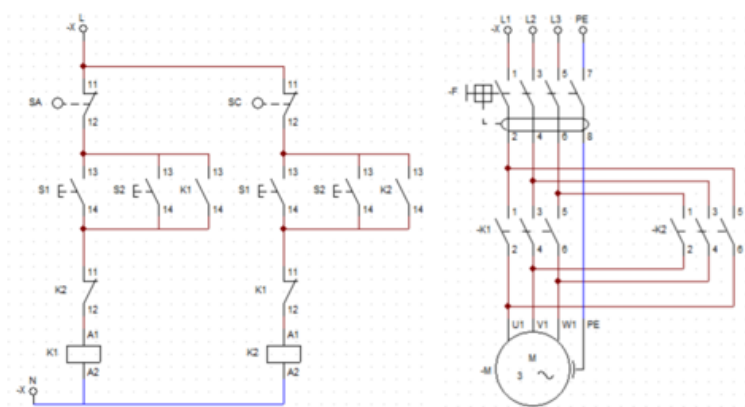 L
-X
11
SA
12
13
13
13
S1
S2
K1
14
14
14
11
K2
12
A1
K1
A2
N
-X
11
SC
12
13
13
13
S1
S2
K2
14
14
14
11
K1
12
A1
K2
A2
L1 L2 L3 PE
-X
1 3 5 7
-F
L
2 4 6 8
1 3 5
-K1
2 4 6
1 3 5
-K2
2 4 6
U1 V1 W1 PE
-M
M
3